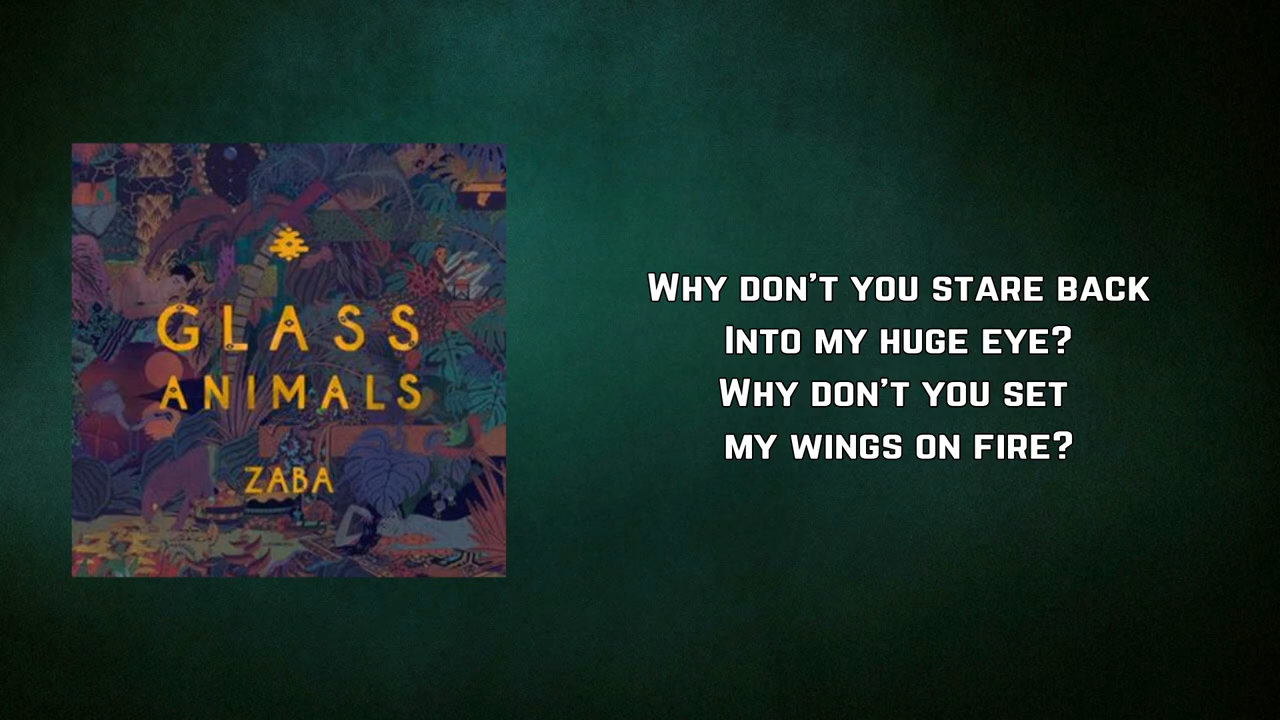 GLASS
ANIMALS
ZABA
Why don't you stare back
Into my huge eye?
Why don't you set
my wings on fire?